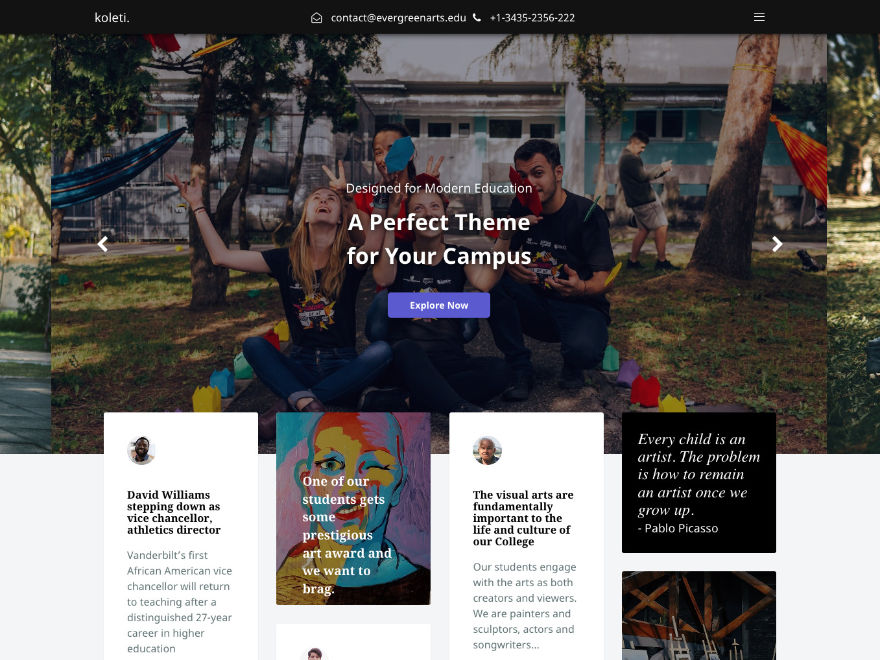 koleti.
contact@evergreenarts.edu
+1-3435-2356-222
Designed for Modern Education
A Perfect Theme
for Your Campus
Explore Now
David Williams
stepping down as
vice chancellor,
athletics director
Vanderbilt's first
African American vice
chancellor will return
to teaching after a
distinguished 27-year
career in higher
education
One of our
students gets
some
prestigious
art award and
we want to
brag.
The visual arts are
fundamentally
important to the
life and culture of
our College
Our students engage
with the arts as both
creators and viewers.
We are painters and
sculptors, actors and
songwriters...
Every child is an
artist. The problem
is how to remain
an artist once we
grow up.
- Pablo Picasso